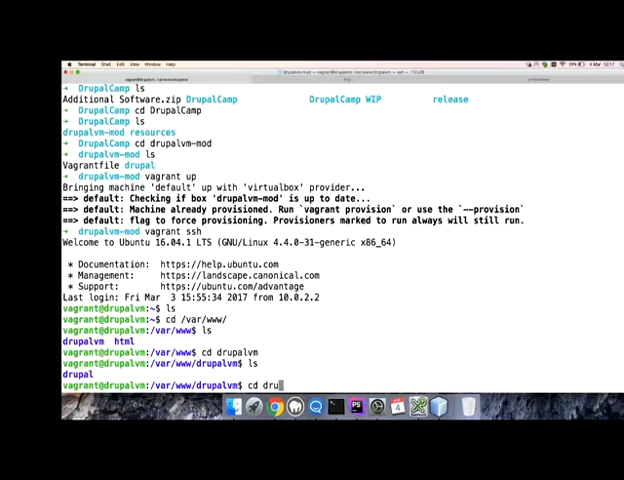 Terminal Shell Edit View Window Help
DrupalCamp ls
Additional Software.zip DrupalCamp DrupalCamp WIP release
DrupalCamp cd DrupalCamp
DrupalCamp ls
drupalvm-mod resources
DrupalCamp cd drupalvm-mod
drupalvm-mod ls
Vagrantfile drupal
drupalvm-mod vagrant up
Bringing machine 'default' up with 'virtualbox' provider...
==> default: Checking if box 'drupalvm-mod' is up to date...
==> default: Machine already provisioned. Run `vagrant provision` or use the `--provision`
==> default: flag to force provisioning. Provisioners marked to run always will still run.
drupalvm-mod vagrant ssh
Welcome to Ubuntu 16.04.1 LTS (GNU/Linux 4.4.0-31-generic x86_64)
* Documentation: https://help.ubuntu.com
* Management: https://landscape.canonical.com
* Support: https://ubuntu.com/advantage
Last login: Fri Mar 3 15:55:34 2017 from 10.0.2.2
vagrant@drupalvm:~$ ls
vagrant@drupalvm:~$ cd /var/www/
vagrant@drupalvm:/var/www$ ls
drupalvm html
vagrant@drupalvm:/var/www$ cd drupalvm
vagrant@drupalvm:/var/www/drupalvm$ ls
drupal
vagrant@drupalvm:/var/www/drupalvm$ cd dru